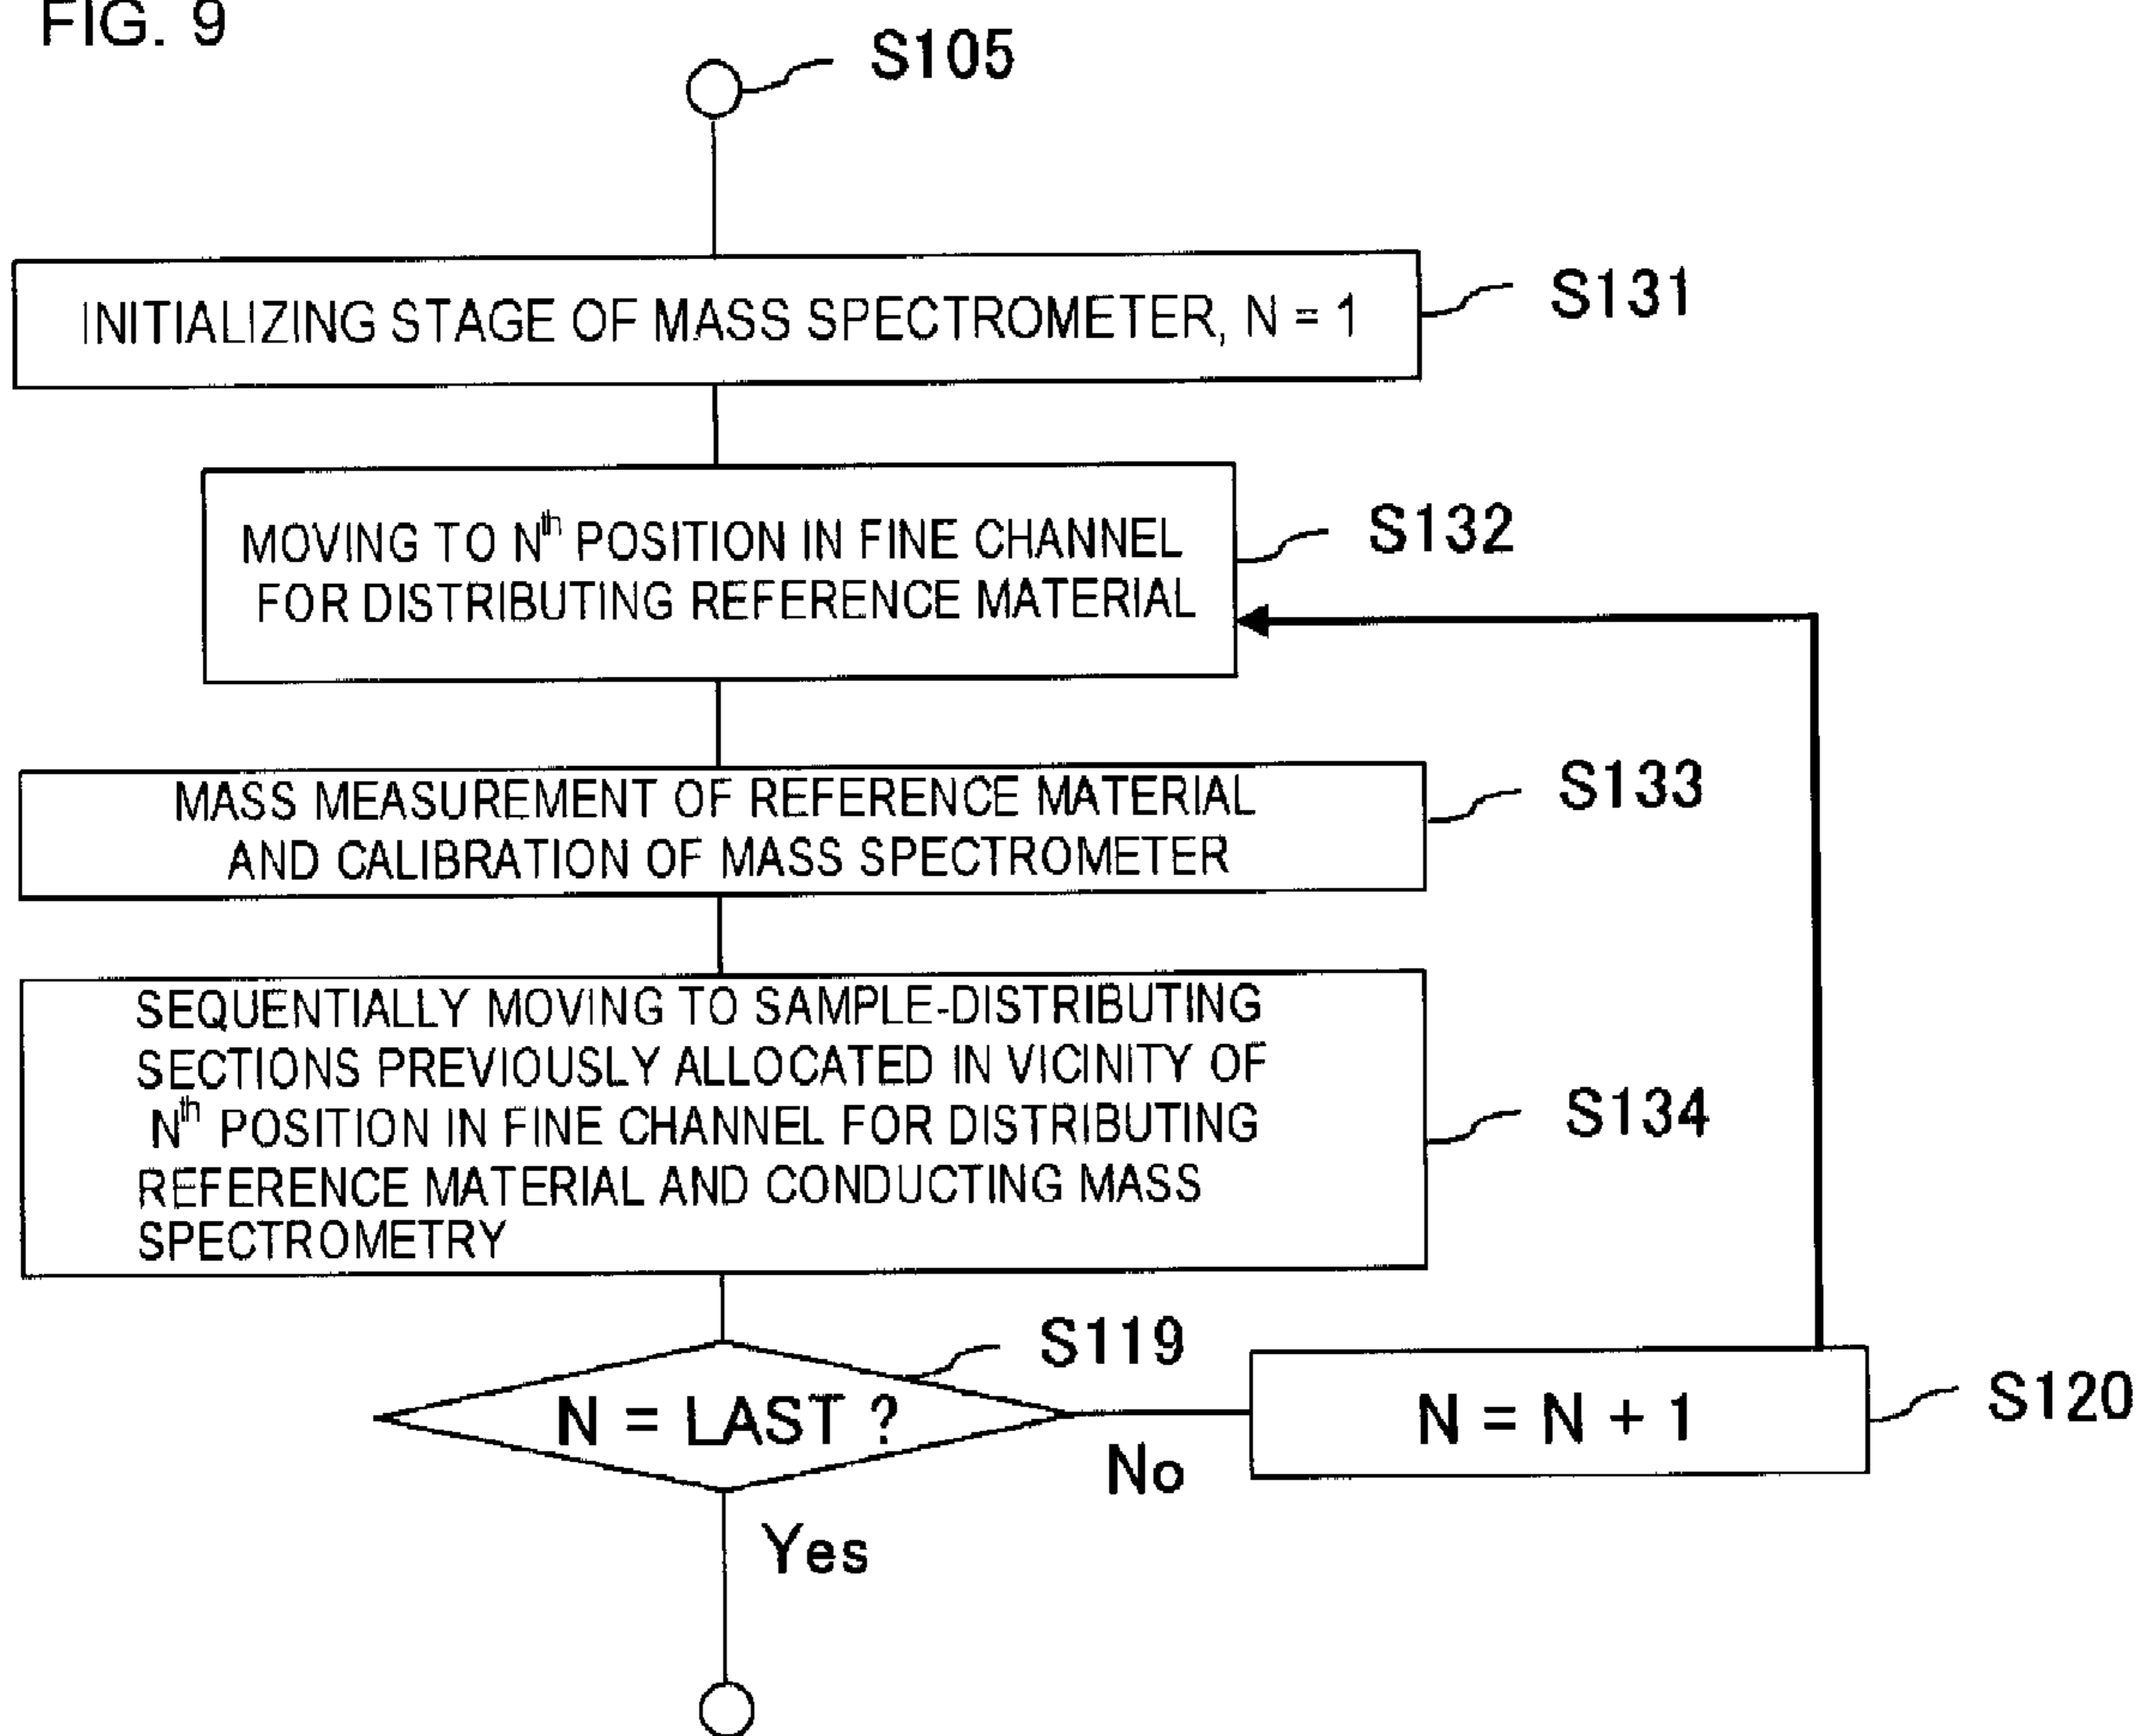 FIG. 9
S105
INITIALIZING STAGE OF MASS SPECTROMETER, N = 1
S131
MOVING TO Nth POSITION IN FINE CHANNEL
FOR DISTRIBUTING REFERENCE MATERIAL
S132
MASS MEASUREMENT OF REFERENCE MATERIAL
AND CALIBRATION OF MASS SPECTROMETER
S133
SEQUENTIALLY MOVING TO SAMPLE-DISTRIBUTING
SECTIONS PREVIOUSLY ALLOCATED IN VICINITY OF
Nth POSITION IN FINE CHANNEL FOR DISTRIBUTING
REFERENCE MATERIAL AND CONDUCTING MASS
SPECTROMETRY
S134
N = LAST ?
S119
No
N = N + 1
S120
Yes